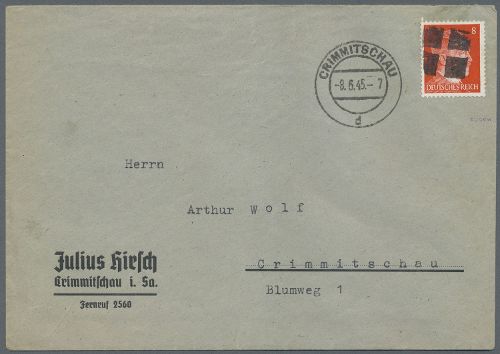 CRIMMITSCHAU
-8.6.45.- 7
d
8
DEUTSCHES REICH
Herrn
Arthur Wolf
Crimmitschau
Blumweg 1
Julius Hirſch
Crimmitſchau i. Sa.
Fernruf 2560